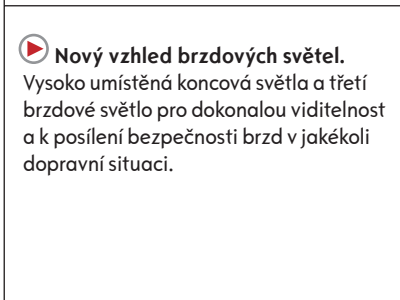 Nový vzhled brzdových světel.
Vysoko umístěná koncová světla a třetí
brzdové světlo pro dokonalou viditelnost
a k posílení bezpečnosti brzd v jakékoli
dopravní situaci.